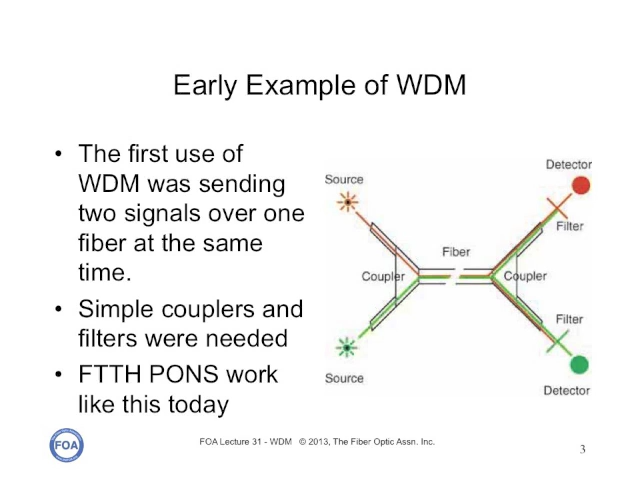 Early Example of WDM
• The first use of
WDM was sending
two signals over one
fiber at the same
time.
• Simple couplers and
filters were needed
• FTTH PONS work
like this today
Detector
Source
Filter
Fiber
Coupler
Coupler
Filter
Source
Detector
FOA
FOA Lecture 31 - WDM © 2013, The Fiber Optic Assn. Inc.
3